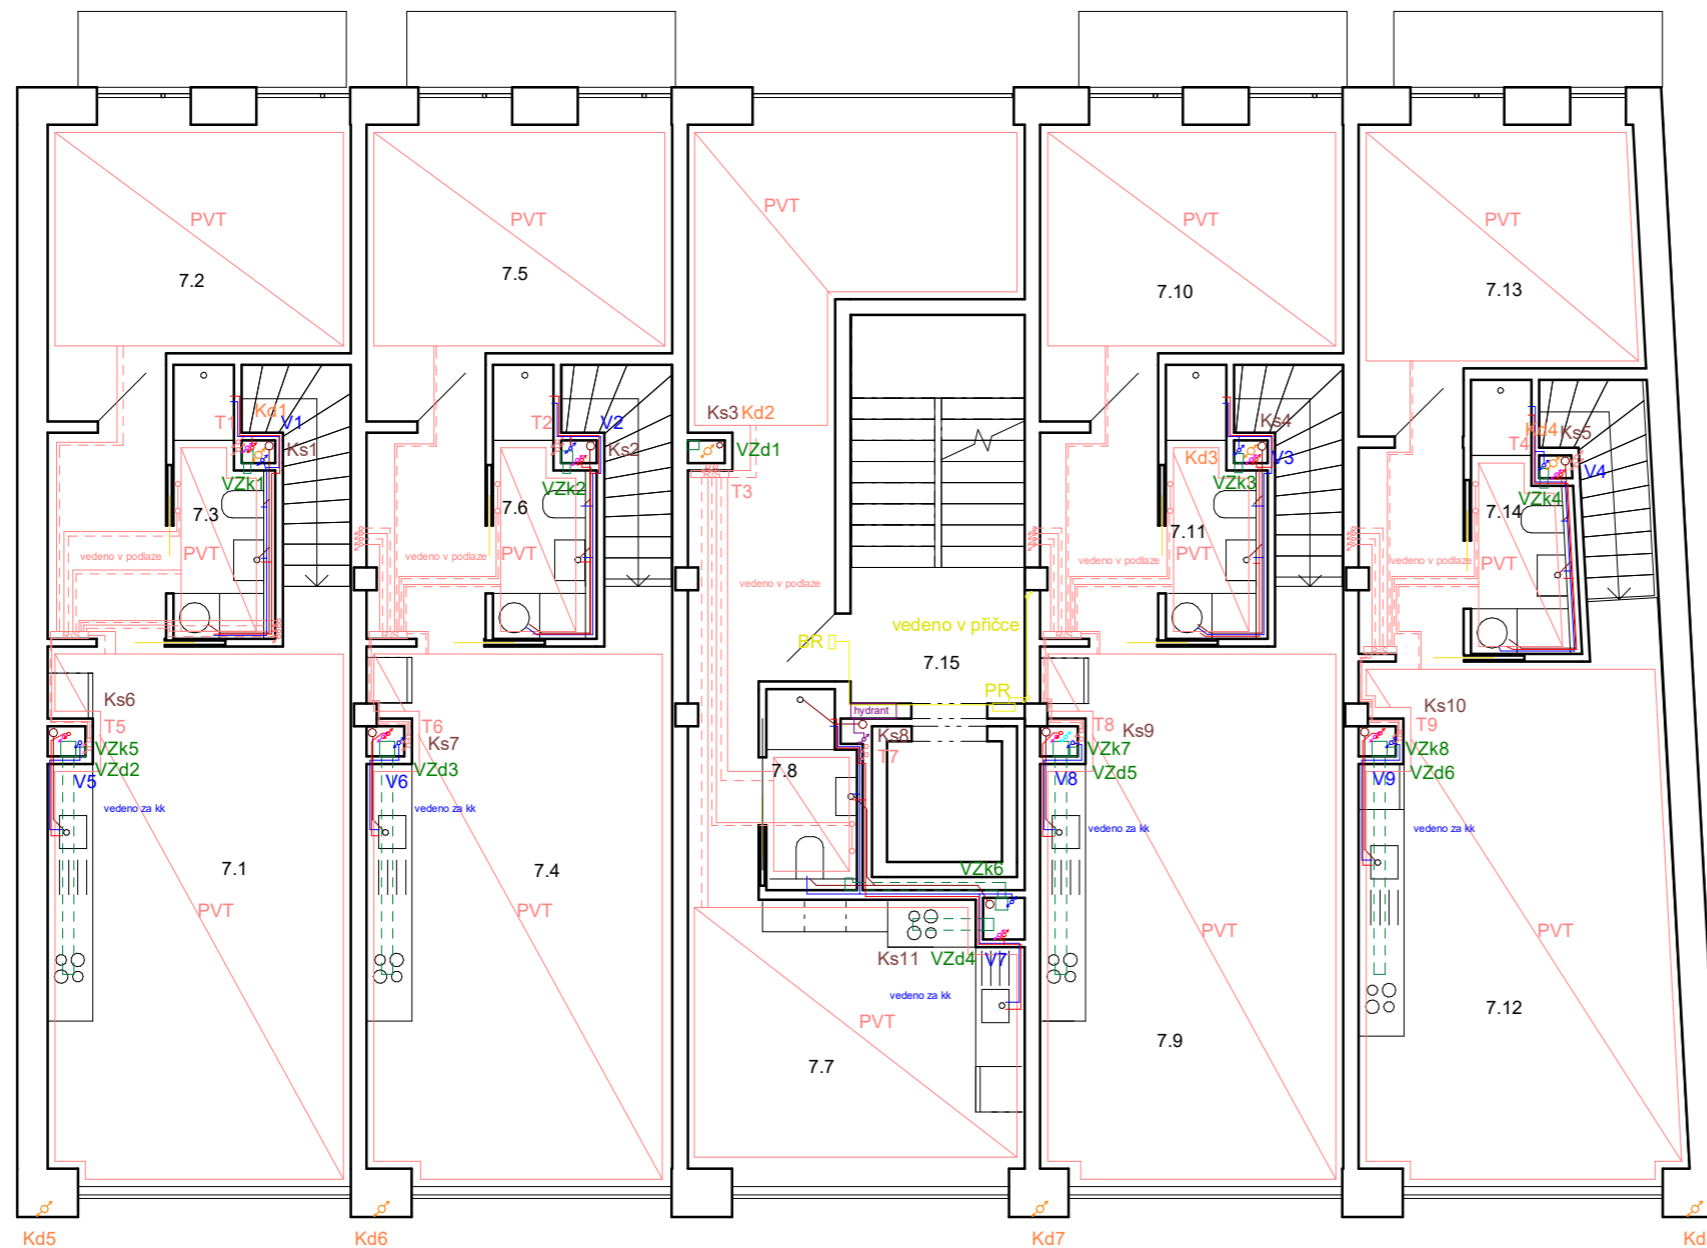 PVT
PVT
PVT
PVT
PVT
7.2
7.5
7.10
7.13
T1
Kd1
V1
Ks1
VZk1
7.3
PVT
vedeno v podlaze
T2
V2
Ks2
VZk2
7.6
PVT
vedeno v podlaze
Ks3
Kd2
VZd1
T3
vedeno v podlaze
Ks4
Kd3
V3
VZk3
7.11
PVT
vedeno v podlaze
Kd4
Ks5
T4
V4
VZk4
7.14
PVT
vedeno v podlaze
R/S
R/S
R/S
R/S
vedeno v příčce
BR
7.15
PR
hydrant
Ks6
T5
VZk5
VZd2
V5
vedeno za kk
T6
Ks7
VZd3
V6
vedeno za kk
Ks8
T7
7.8
T8
Ks9
VZk7
VZd5
V8
vedeno za kk
Ks10
T9
VZk8
VZd6
V9
vedeno za kk
7.1
PVT
7.4
PVT
VZk6
Ks11
VZd4
V7
vedeno za kk
PVT
7.7
PVT
7.9
PVT
7.12
Kd5
Kd6
Kd7
Kd